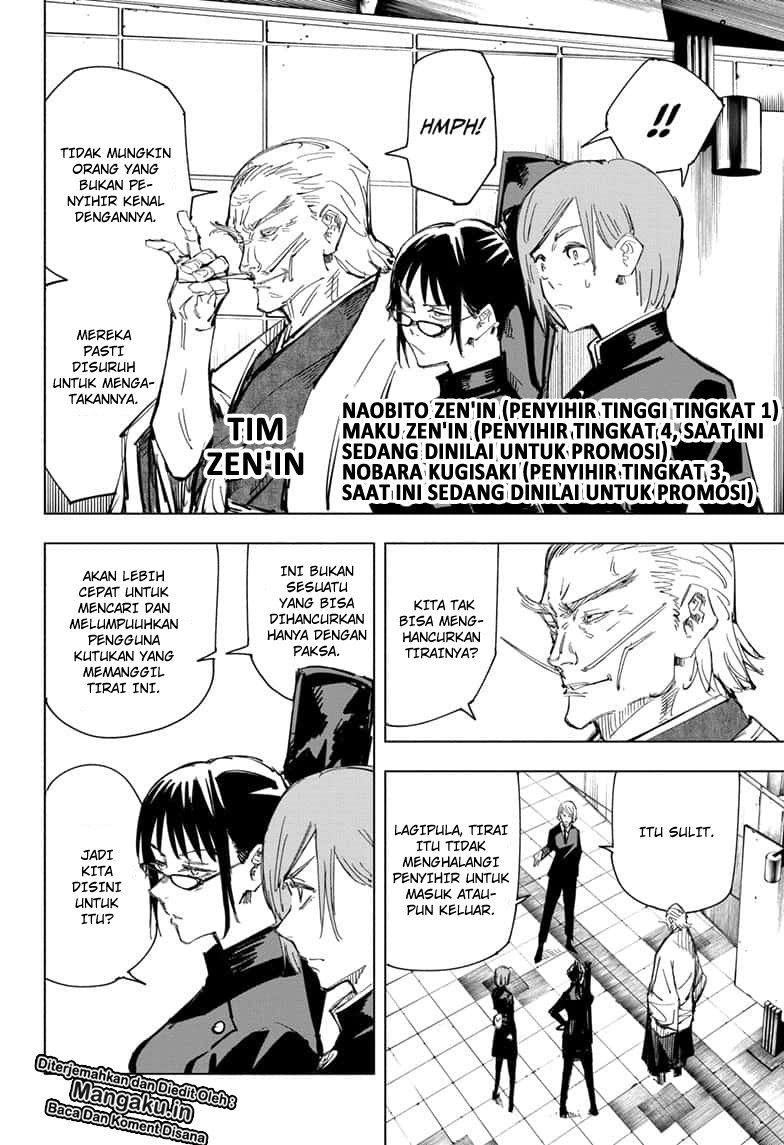 !!
HMPH!
TIDAK MUNGKIN
ORANG YANG
BUKAN PE-
NYIHIR KENAL
DENGANNYA.
MEREKA
PASTI
DISURUH
UNTUK MENGA-
TAKANNYA.
TIM
ZEN'IN
NAOBITO ZEN'IN (PENYIHIR TINGGI TINGKAT 1)
MAKU ZEN'IN (PENYIHIR TINGKAT 4, SAAT INI
SEDANG DINILAI UNTUK PROMOSI)
NOBARA KUGISAKI (PENYIHIR TINGKAT 3,
SAAT INI SEDANG DINILAI UNTUK PROMOSI)
KITA TAK
BISA MENG-
HANCURKAN
TIRAINYA?
ITU SULIT.
LAGIPULA, TIRAI
ITU TIDAK
MENGHALANGI
PENYIHIR UNTUK
MASUK ATAU-
PUN KELUAR.
INI BUKAN
SESUATU
YANG BISA
DIHANCURKAN
HANYA DENGAN
PAKSA.
AKAN LEBIH
CEPAT UNTUK
MENCARI DAN
MELUMPUUHKAN
PENGGUNA
KUTUKAN YANG
MEMANGGIL
TIRAI INI.
JADI
KITA
DISINI
UNTUK
ITU?
Diterjemahkan dan Diedit Oleh :
Mangaku.in
Baca Dan Koment Disana